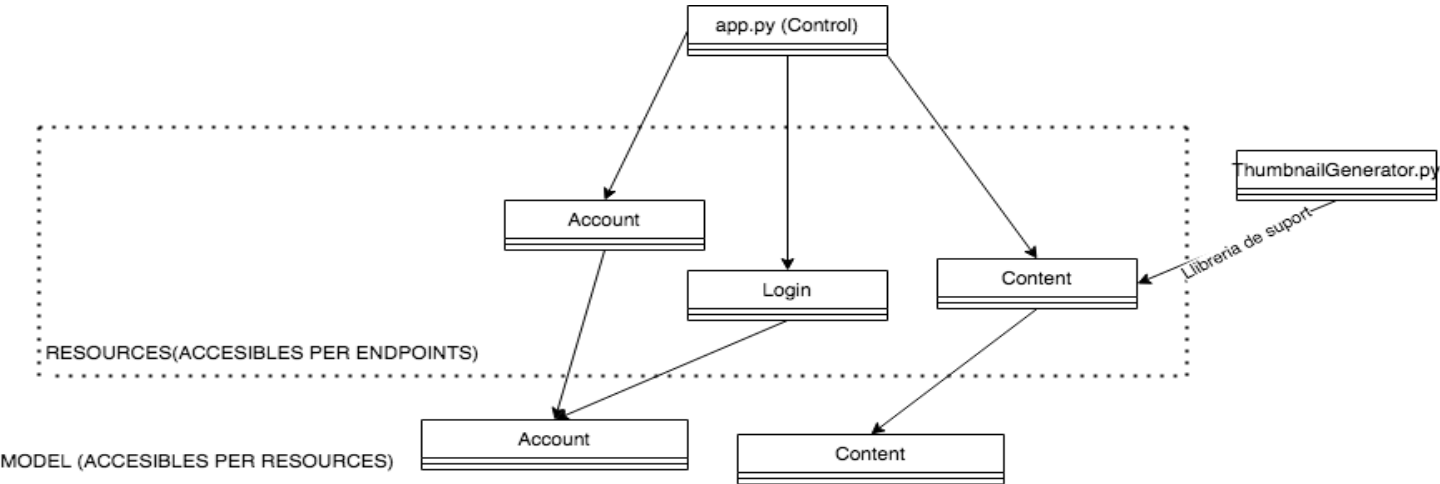 app.py (Control)
ThumbnailGenerator.py
Account
Llibreria de suport
Content
Login
RESOURCES(ACCESIBLES PER ENDPOINTS)
Account
Content
MODEL (ACCESIBLES PER RESOURCES)